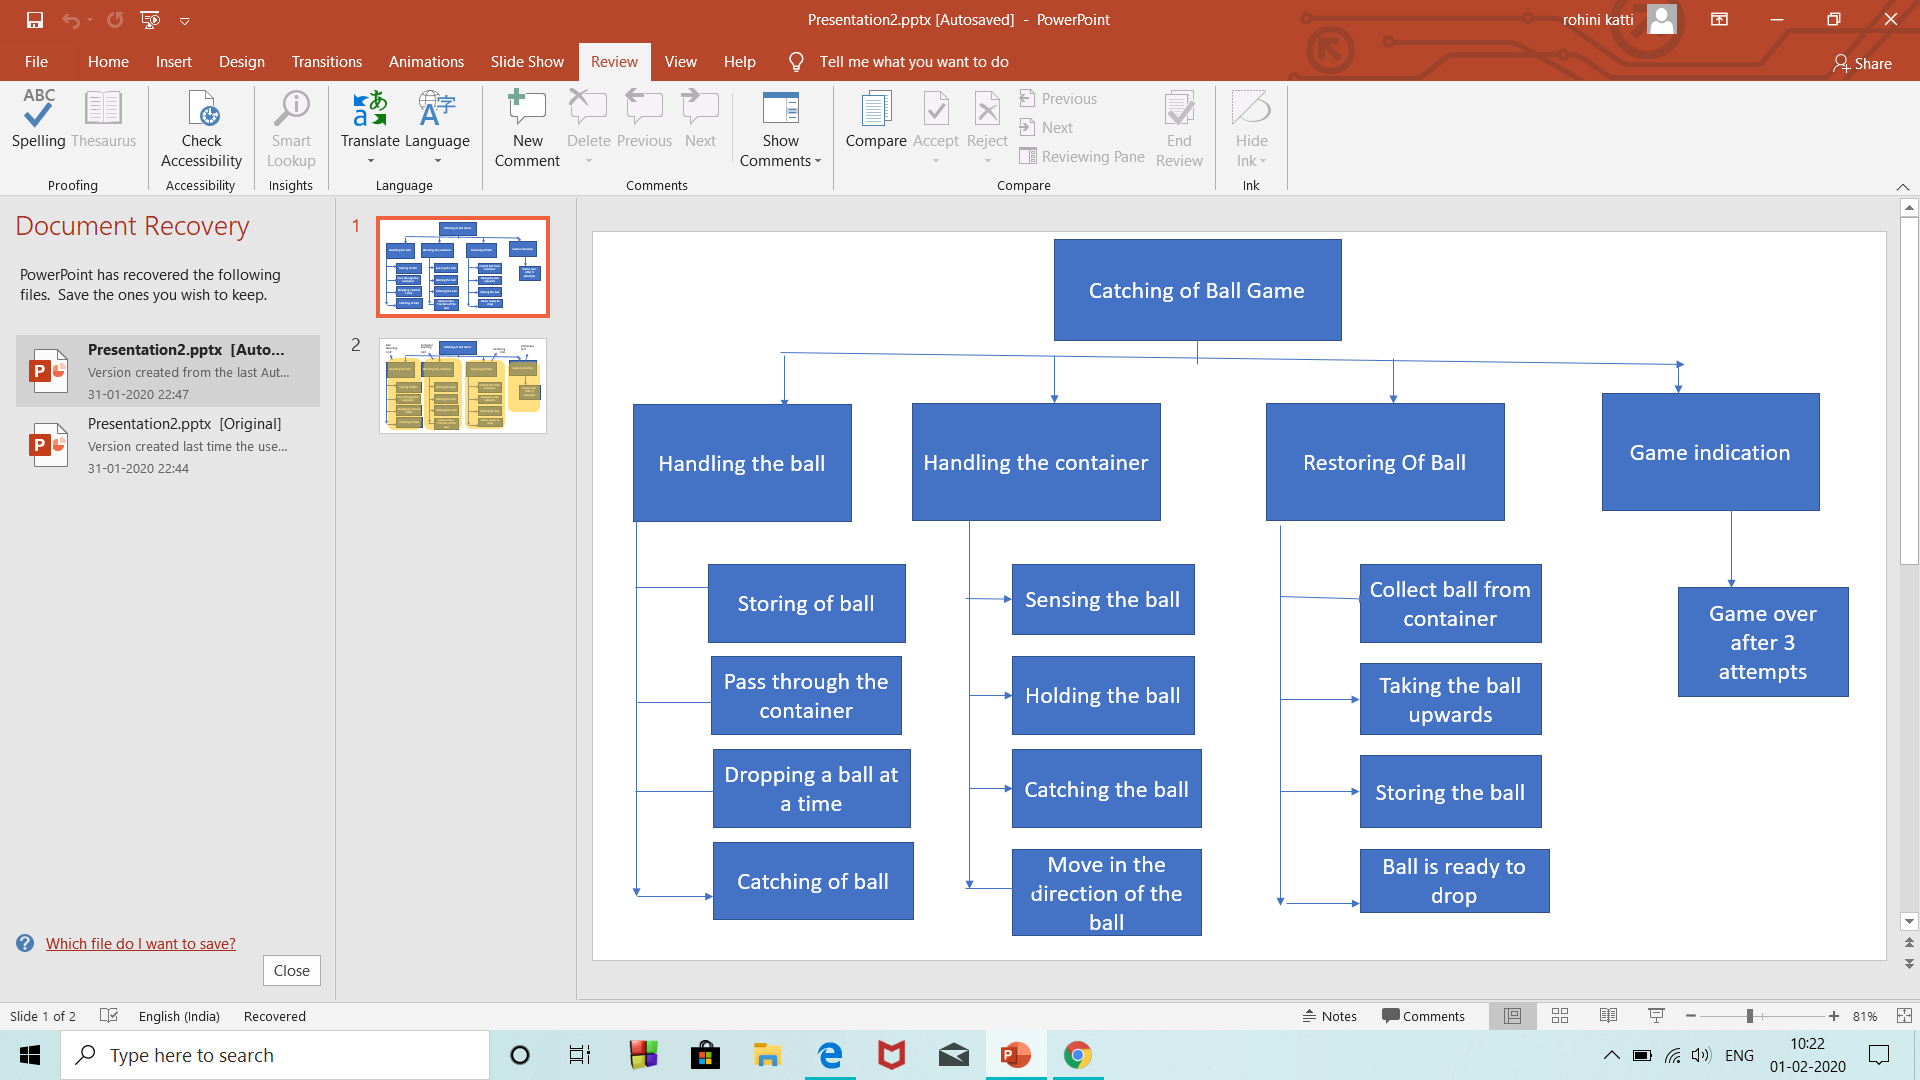 Presentation2.pptx [Autosaved] - PowerPoint
rohini katti
File
Home
Insert
Design
Transitions
Animations
Slide Show
Review
View
Help
Tell me what you want to do
Share
ABC
Spelling
Thesaurus
Proofing
Check
Accessibility
Accessibility
Smart
Lookup
Insights
Translate
Language
Language
New
Comment
Delete
Previous
Next
Show
Comments
Comments
Compare
Accept
Reject
Previous
Next
Reviewing Pane
End
Review
Compare
Hide
Ink
Ink
Document Recovery
PowerPoint has recovered the following
files. Save the ones you wish to keep.
Presentation2.pptx [Auto...
Version created from the last Aut...
31-01-2020 22:47
Presentation2.pptx [Original]
Version created last time the use...
31-01-2020 22:44
Which file do I want to save?
Close
1
2
Catching of Ball Game
Handling the ball
Handling the container
Restoring Of Ball
Game indication
Storing of ball
Pass through the
container
Dropping a ball at
a time
Catching of ball
Sensing the ball
Holding the ball
Catching the ball
Move in the
direction of the
ball
Collect ball from
container
Taking the ball
upwards
Storing the ball
Ball is ready to
drop
Game over
after 3
attempts
Slide 1 of 2
English (India)
Recovered
Notes
Comments
81%
Type here to search
ENG
10:22
01-02-2020